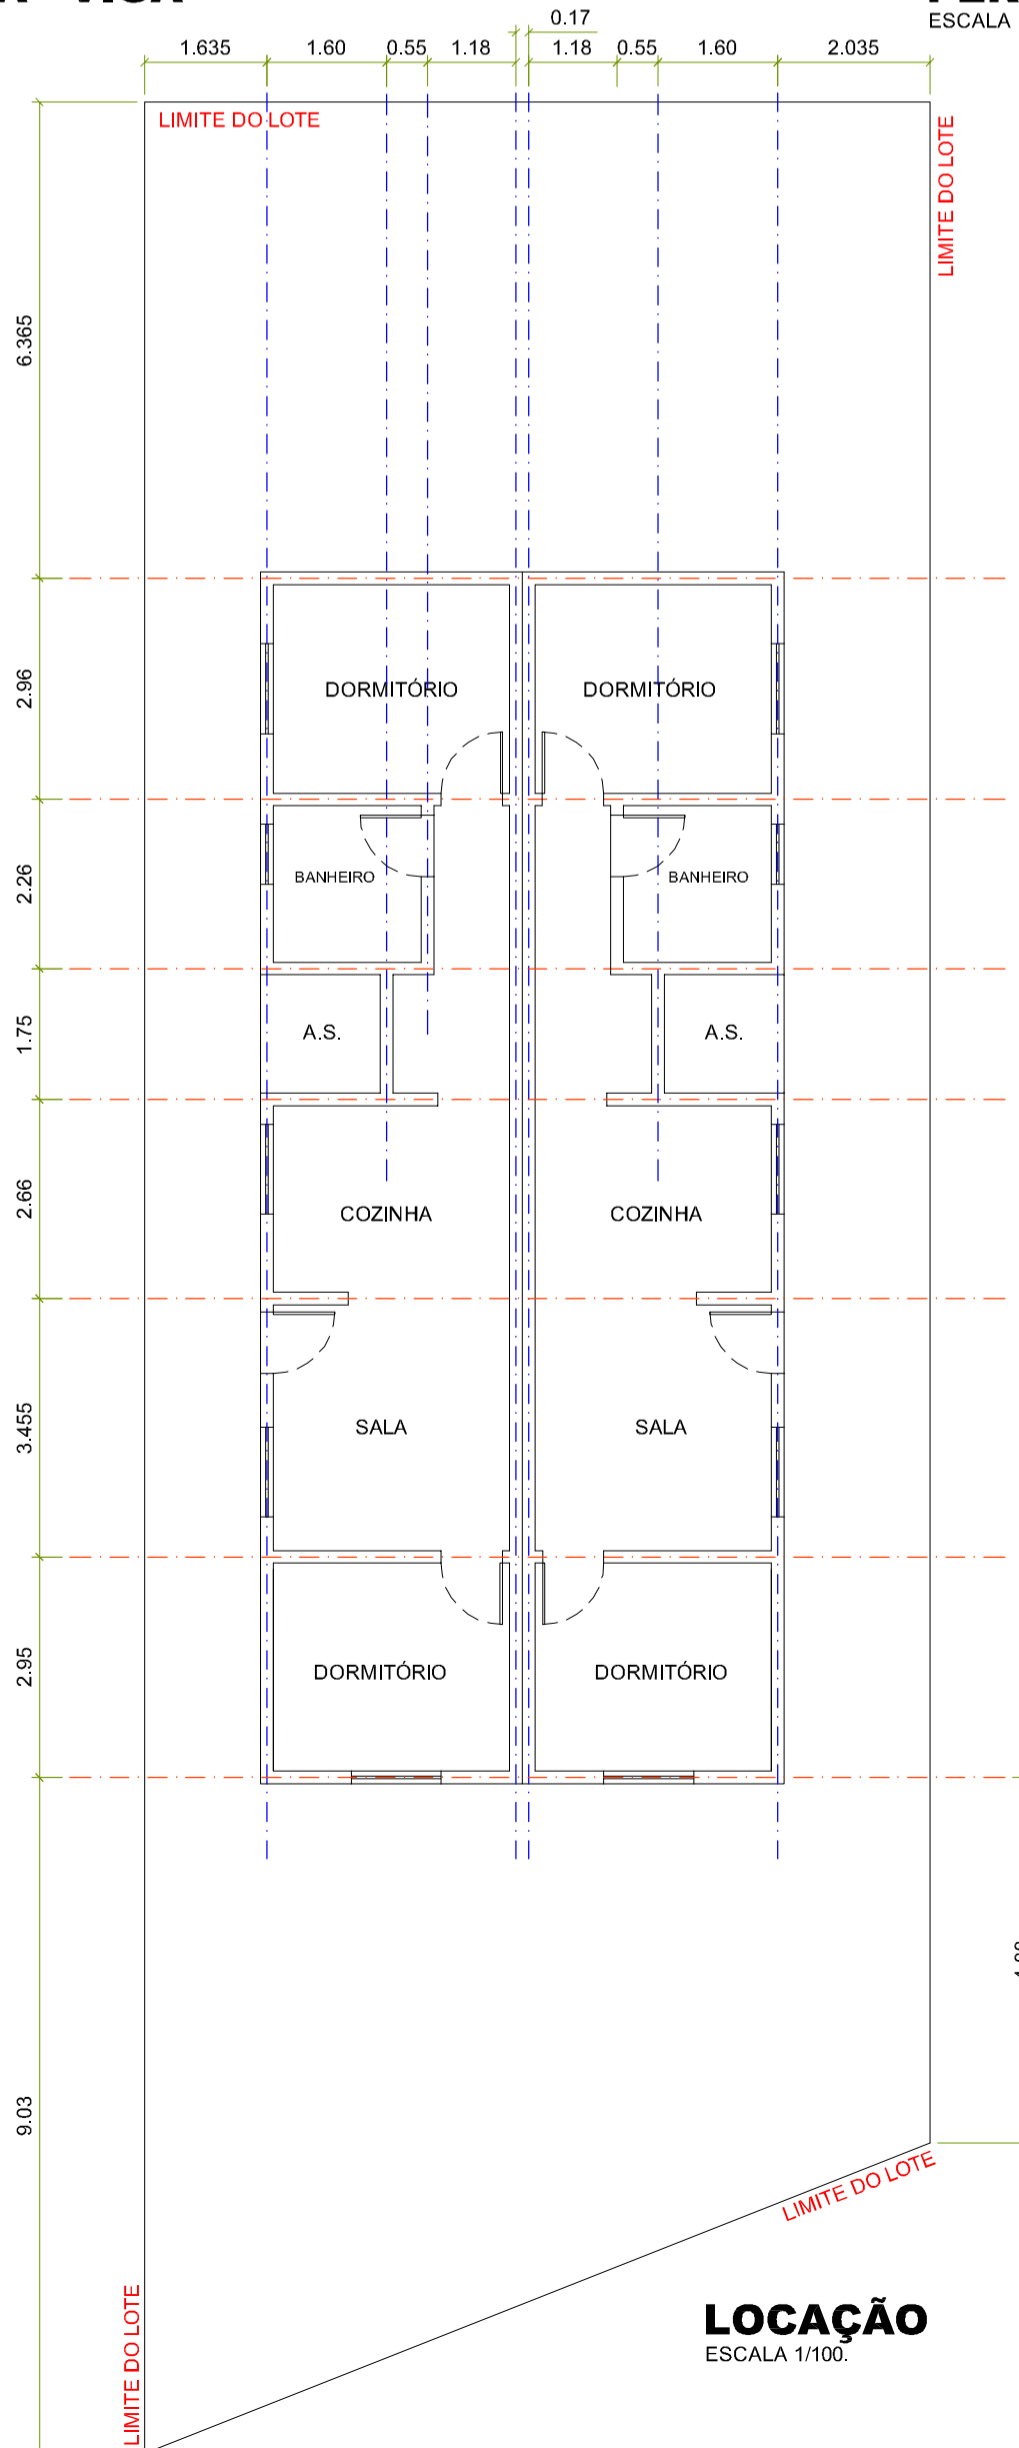 VIGA
ESCALA
0.17
1.635 1.60 0.55 1.18 1.18 0.55 1.60 2.035
LIMITE DO LOTE
LIMITE DO LOTE
6.365
2.96
DORMITÓRIO DORMITÓRIO
2.26
BANHEIRO BANHEIRO
1.75
A.S. A.S.
2.66
COZINHA COZINHA
3.455
SALA SALA
2.95
DORMITÓRIO DORMITÓRIO
9.03
LIMITE DO LOTE
LIMITE DO LOTE
LOCAÇÃO
ESCALA 1/100.